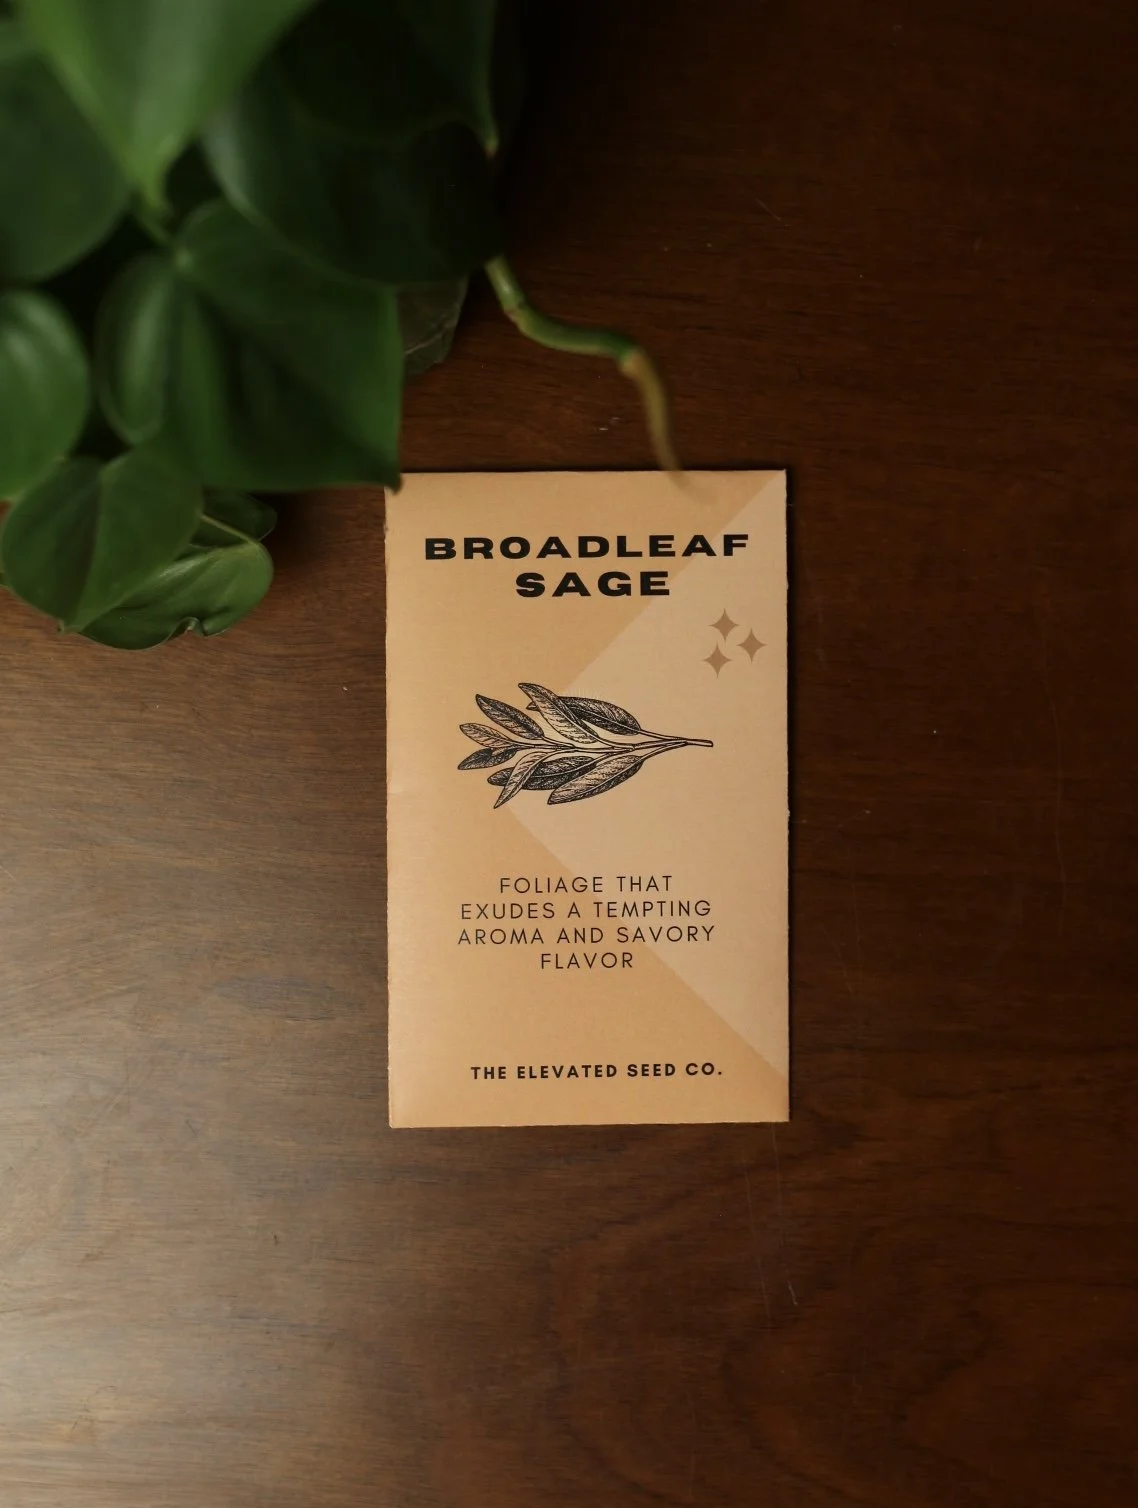 BROADLEAF
SAGE
FOLIAGE THAT
EXUDES A TEMPTING
AROMA AND SAVORY
FLAVOR
THE ELEVATED SEED CO.